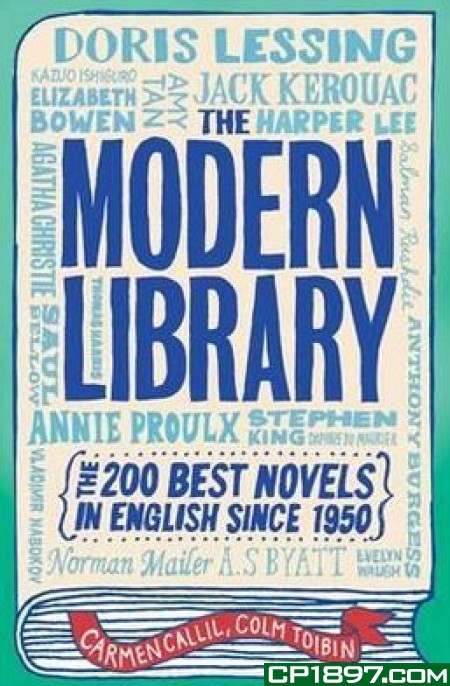 DORIS LESSING
KAZUO ISHIGURO
AMY TAN
JACK KEROUAC
ELIZABETH BOWEN
THE
HARPER LEE
MODERN
LIBRARY
AGATHA CHRISTIE
Salman Rushdie
THOMAS HARRIS
SAUL BELLOW
ANTHONY BURGESS
ANNIE PROULX
STEPHEN KING
DAPHNE DU MAURIER
VLADIMIR NABOKOV
THE 200 BEST NOVELS
IN ENGLISH SINCE 1950
Norman Mailer
A.S BYATT
EVELYN WAUGH
CARMEN CALLIL, COLM TOIBIN
CP1897.COM